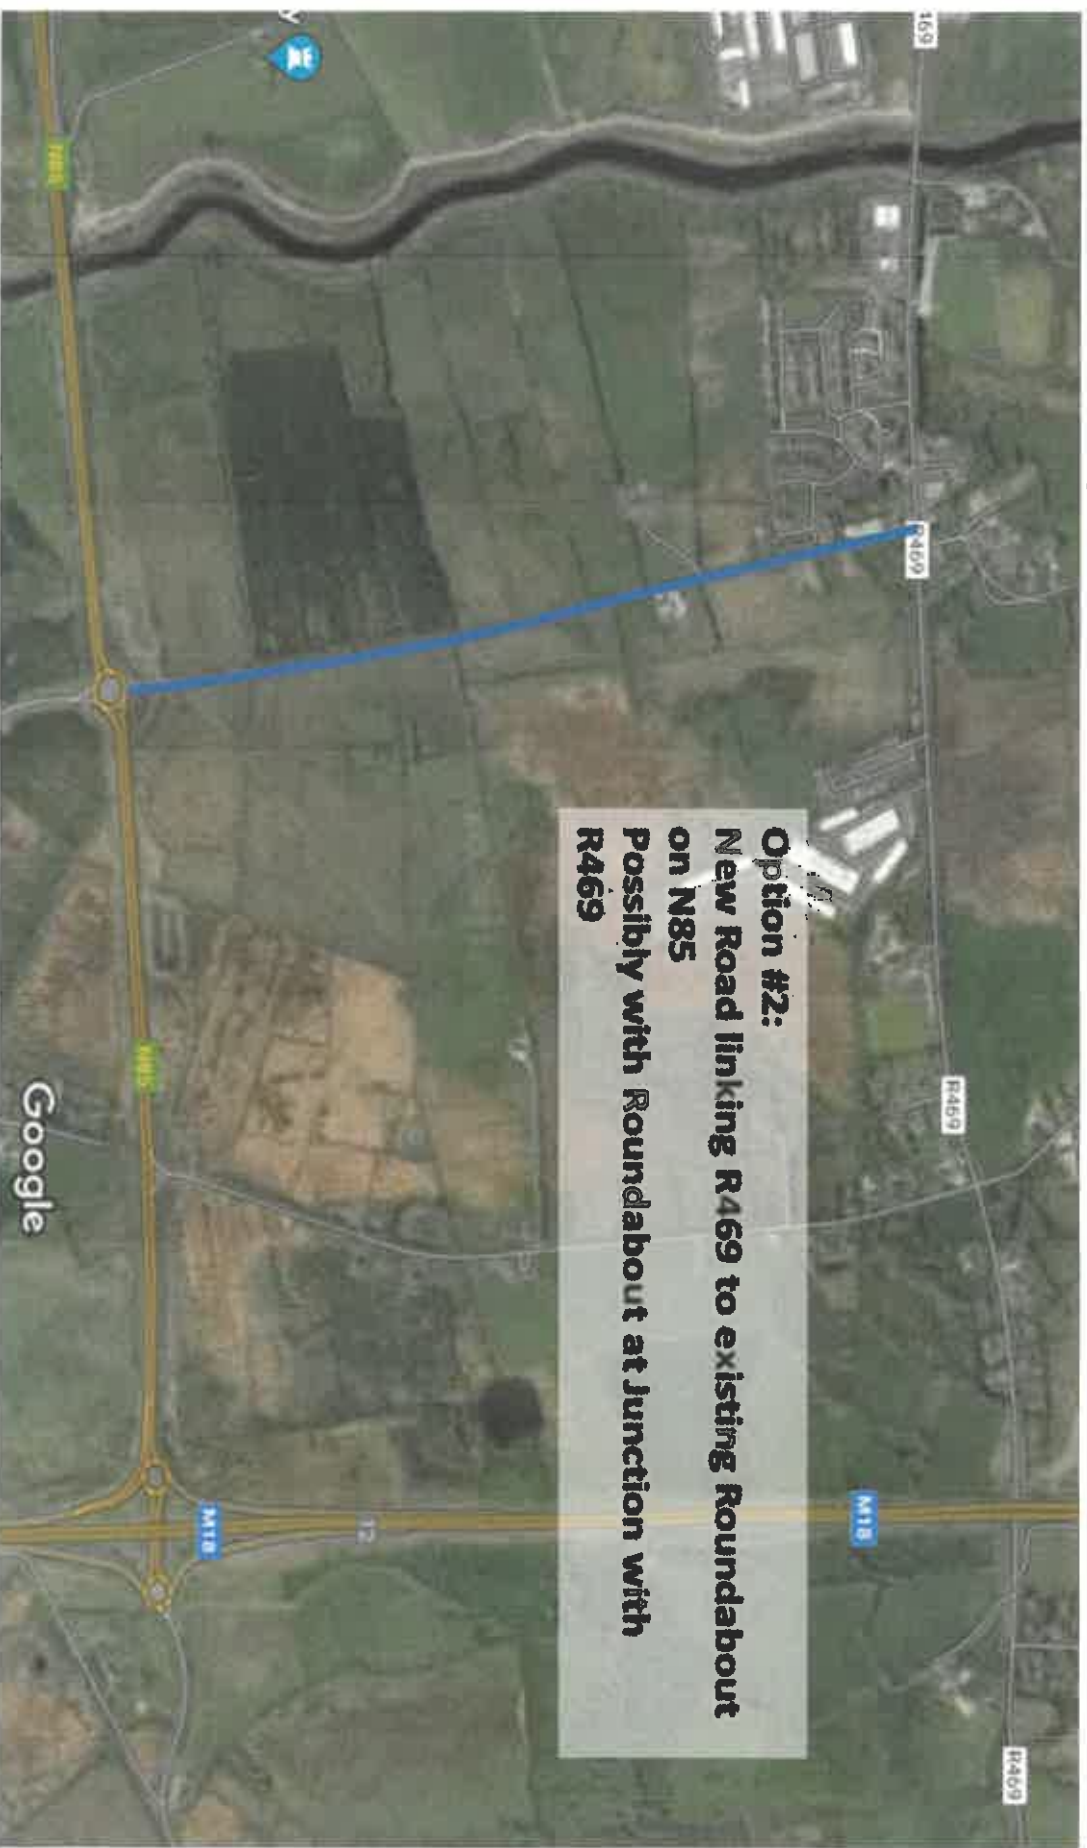 Option #2:
New Road linking R469 to existing Roundabout
on N85
Possibly with Roundabout at Junction with
R469
R469
R469
R469
469
M18
M18
12
N85
N85
y
Google